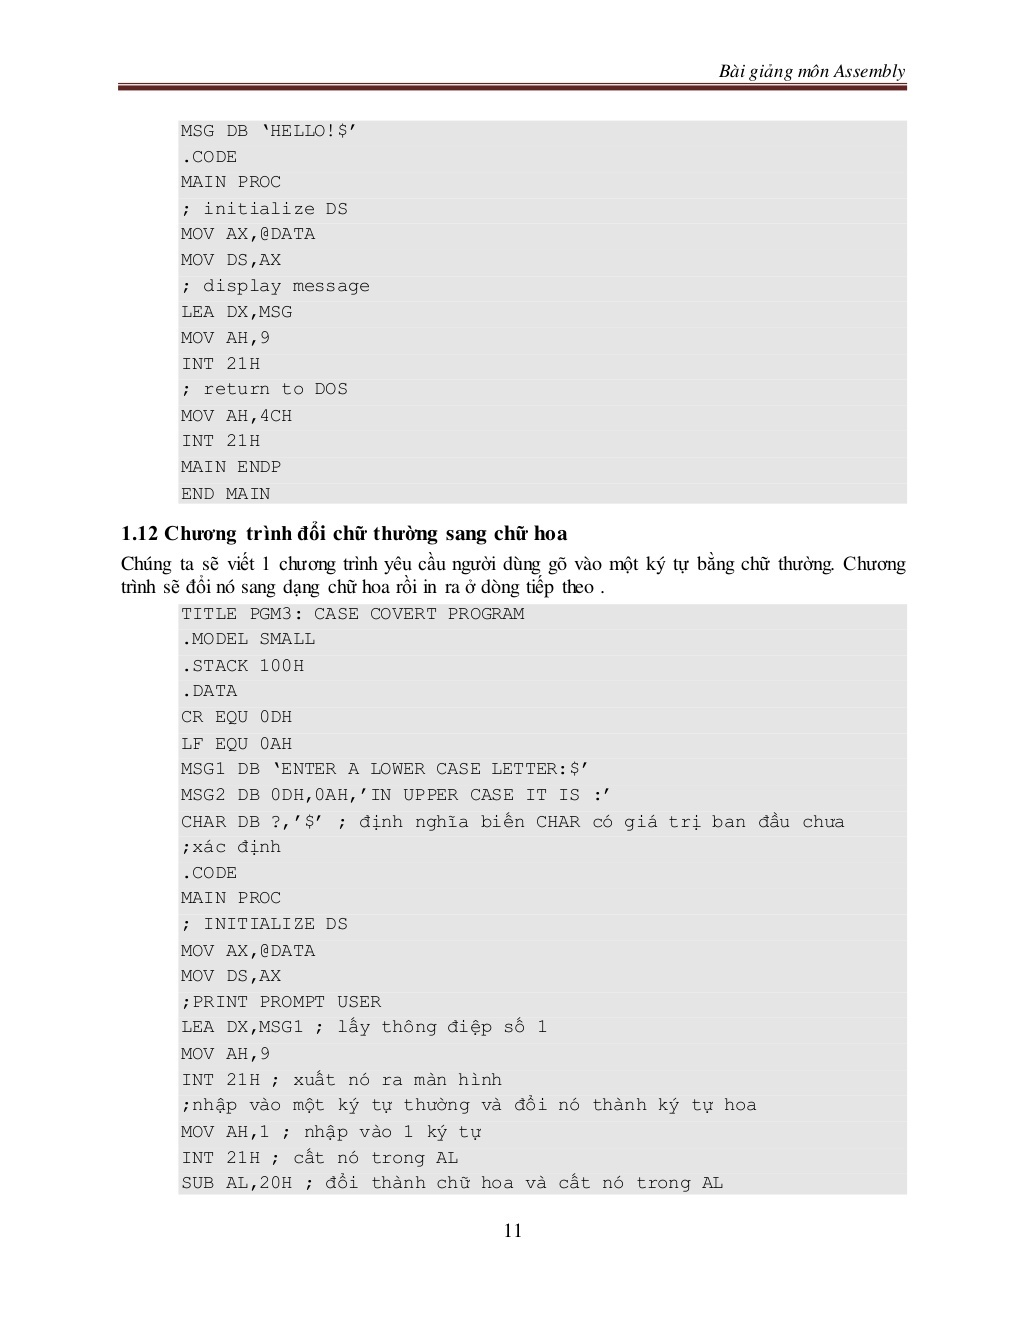 Bài giảng môn Assembly
MSG DB ‘HELLO!$’
.CODE
MAIN PROC
; initialize DS
MOV AX,@DATA
MOV DS,AX
; display message
LEA DX,MSG
MOV AH,9
INT 21H
; return to DOS
MOV AH,4CH
INT 21H
MAIN ENDP
END MAIN
1.12 Chương trình đổi chữ thường sang chữ hoa
Chúng ta sẽ viết 1 chương trình yêu cầu người dùng gõ vào một ký tự bằng chữ thường. Chương
trình sẽ đổi nó sang dạng chữ hoa rồi in ra ở dòng tiếp theo .
TITLE PGM3: CASE COVERT PROGRAM
.MODEL SMALL
.STACK 100H
.DATA
CR EQU 0DH
LF EQU 0AH
MSG1 DB ‘ENTER A LOWER CASE LETTER:$’
MSG2 DB 0DH,0AH,’IN UPPER CASE IT IS :’
CHAR DB ?,’$’ ; định nghĩa biến CHAR có giá trị ban đầu chưa
;xác định
.CODE
MAIN PROC
; INITIALIZE DS
MOV AX,@DATA
MOV DS,AX
;PRINT PROMPT USER
LEA DX,MSG1 ; lấy thông điệp số 1
MOV AH,9
INT 21H ; xuất nó ra màn hình
;nhập vào một ký tự thường và đổi nó thành ký tự hoa
MOV AH,1 ; nhập vào 1 ký tự
INT 21H ; cất nó trong AL
SUB AL,20H ; đổi thành chữ hoa và cất nó trong AL
11